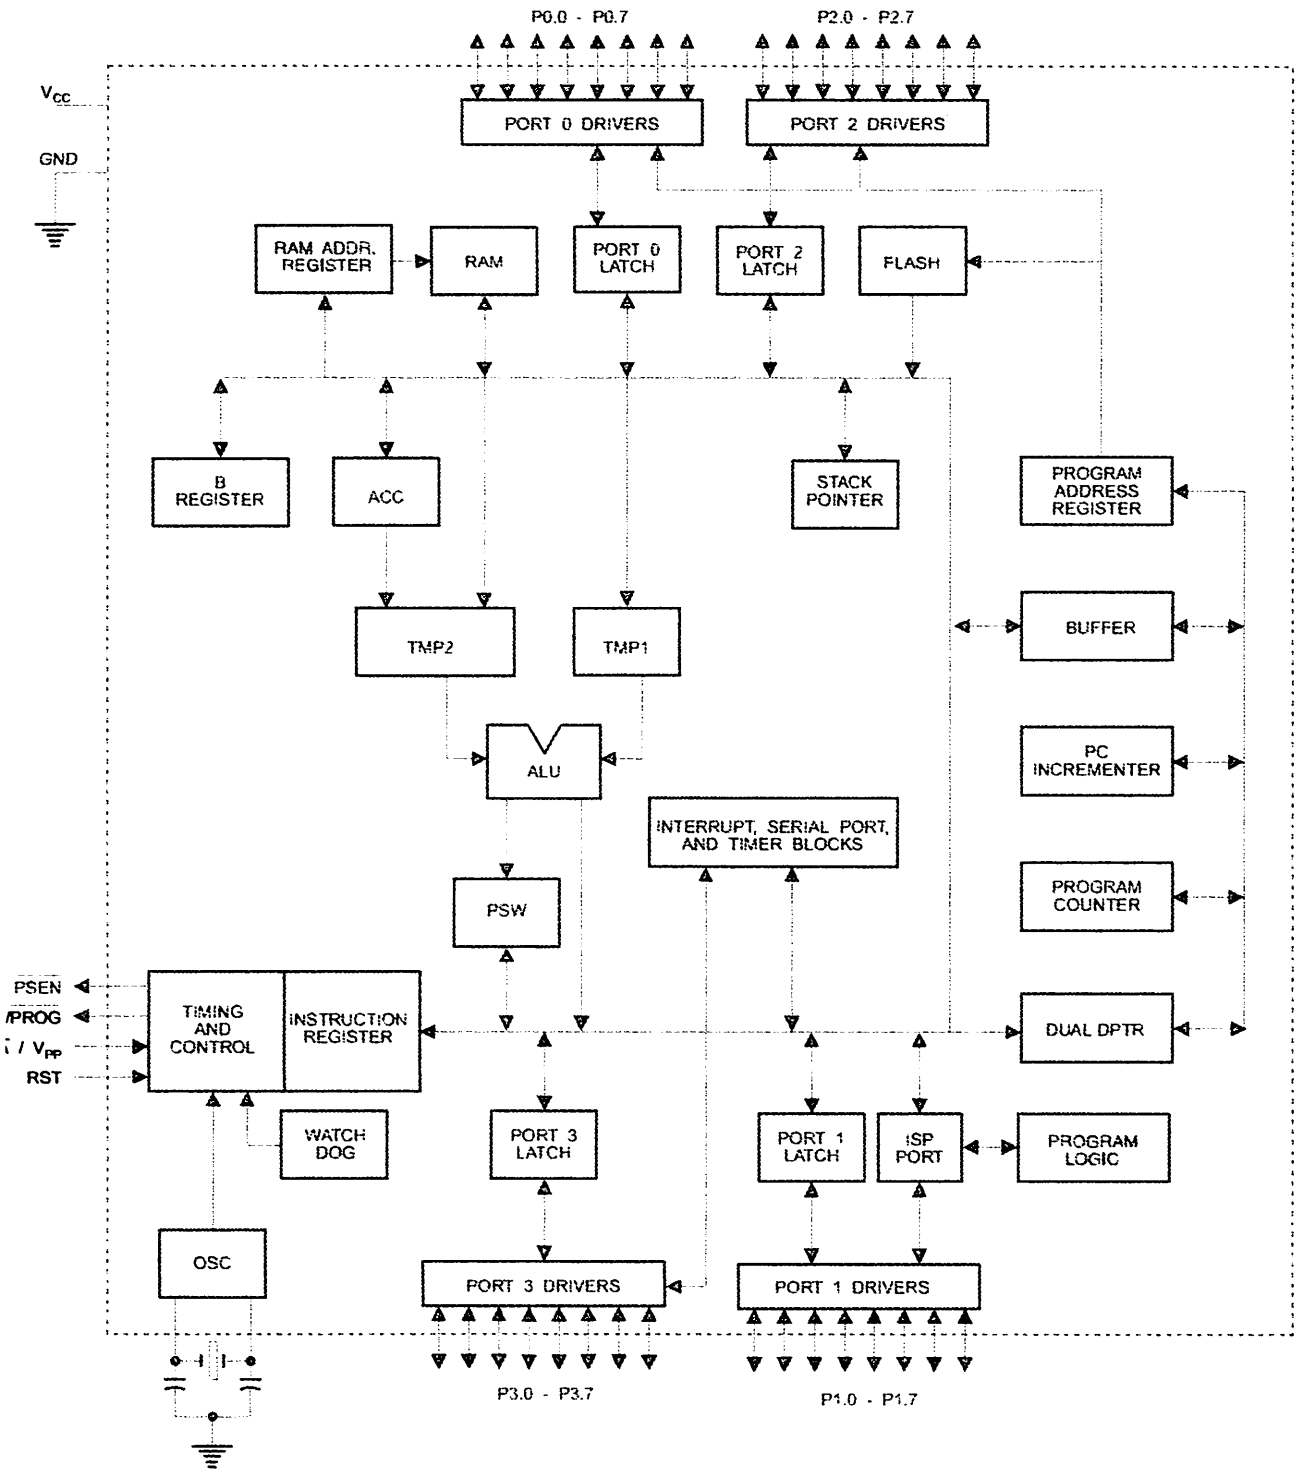 P0.0 - P0.7
P2.0 - P2.7
VCC
PORT 0 DRIVERS
PORT 2 DRIVERS
GND
RAM ADDR.
REGISTER
RAM
PORT 0
LATCH
PORT 2
LATCH
FLASH
B
REGISTER
ACC
STACK
POINTER
PROGRAM
ADDRESS
REGISTER
BUFFER
TMP2
TMP1
ALU
PC
INCREMENTER
INTERRUPT, SERIAL PORT,
AND TIMER BLOCKS
PROGRAM
COUNTER
PSW
PSEN
/PROG
/ VPP
RST
TIMING
AND
CONTROL
INSTRUCTION
REGISTER
DUAL DPTR
WATCH
DOG
PORT 3
LATCH
PORT 1
LATCH
ISP
PORT
PROGRAM
LOGIC
OSC
PORT 3 DRIVERS
PORT 1 DRIVERS
P3.0 - P3.7
P1.0 - P1.7